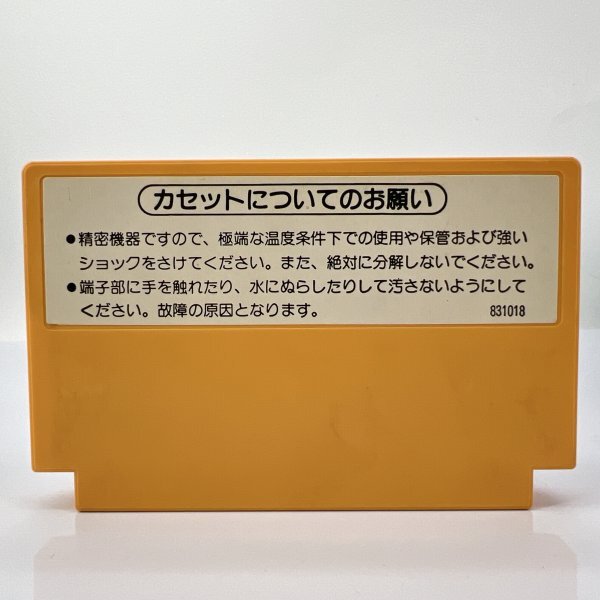 カセットについてのお願い
●精密機器ですので、極端な温度条件下での使用や保管および強い
ショックをさけてください。また、絶対に分解しないでください。
●端子部に手を触れたり、水にぬらしたりして汚さないようにして
ください。故障の原因となります。 831018